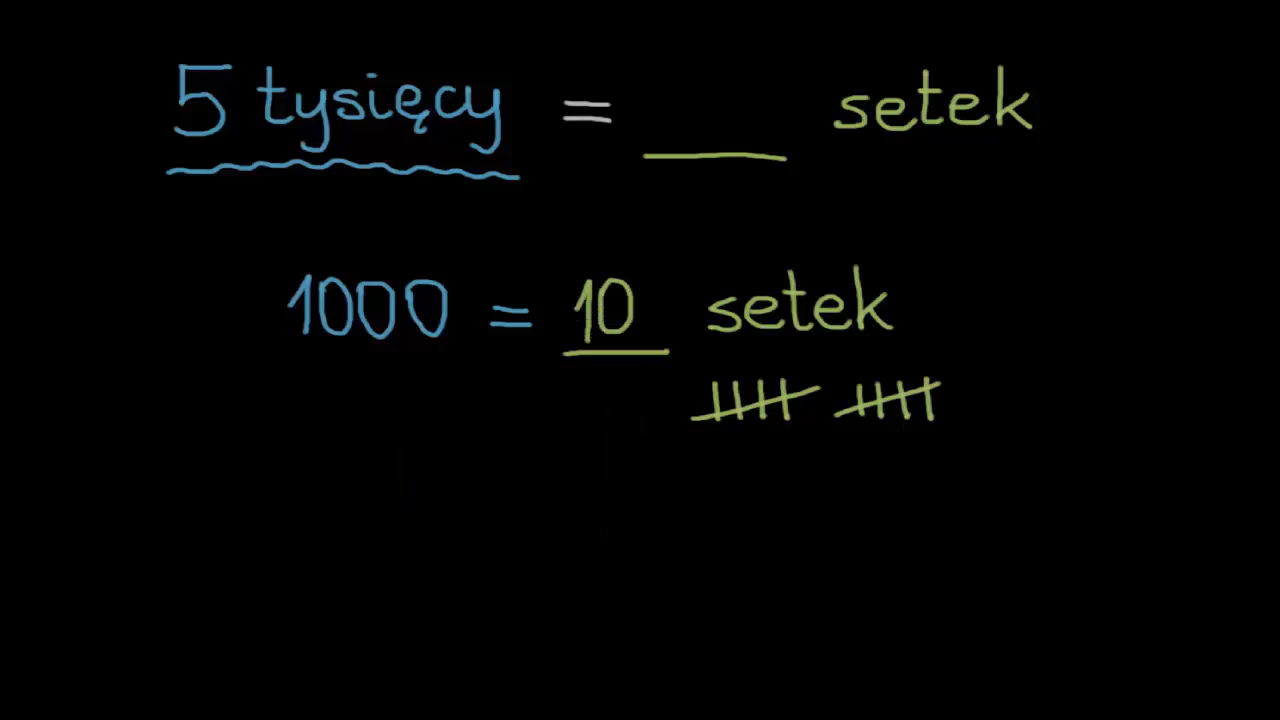 5 tysięcy = ___ setek
1000 = 10 setek